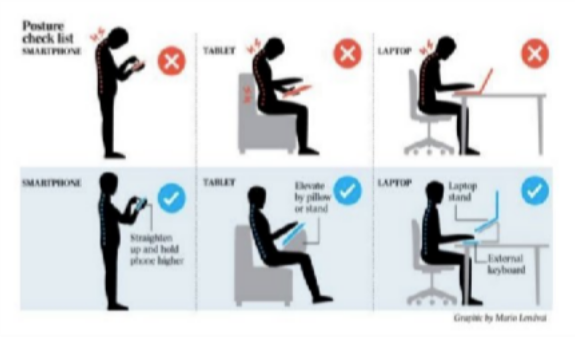 Posture
check list
SMARTPHONE
TABLET
LAPTOP
SMARTPHONE
Straighten
up and hold
phone higher
TABLET
Elevate
by pillow
or stand
LAPTOP
Laptop
stand
External
keyboard
Graphic by Mario